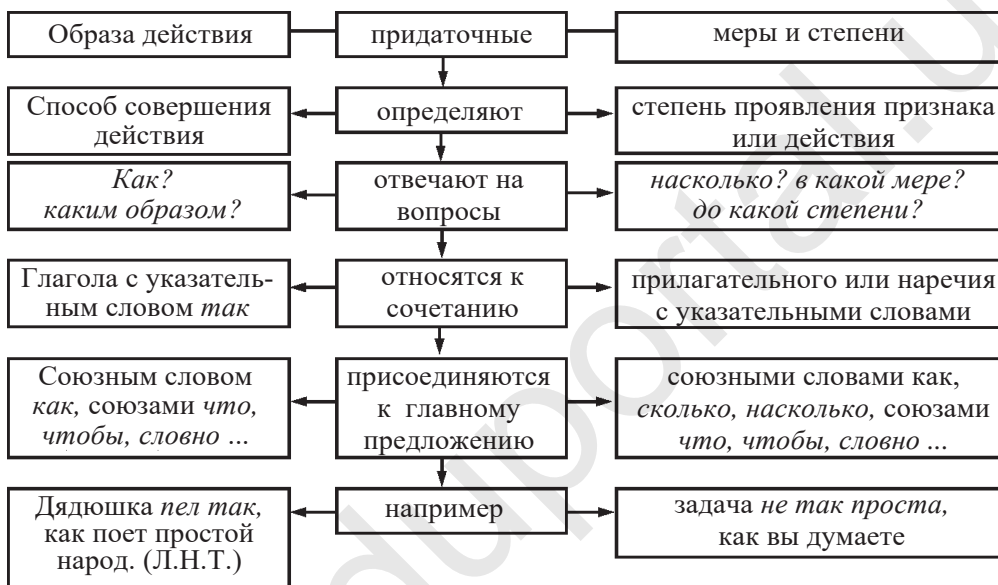 Образа действия
придаточные
меры и степени
Способ совершения
действия
определяют
степень проявления признака
или действия
Как?
каким образом?
отвечают на
вопросы
насколько? в какой мере?
до какой степени?
Глагола с указатель-
ным словом так
относятся к
сочетанию
прилагательного или наречия
с указательными словами
Союзным словом
как, союзами что,
чтобы, словно ...
присоединяются
к главному
предложению
союзными словами как,
сколько, насколько, союзами
что, чтобы, словно ...
Дядюшка пел так,
как поет простой
народ. (Л.Н.Т.)
например
задача не так проста,
как вы думаете
duportal.u